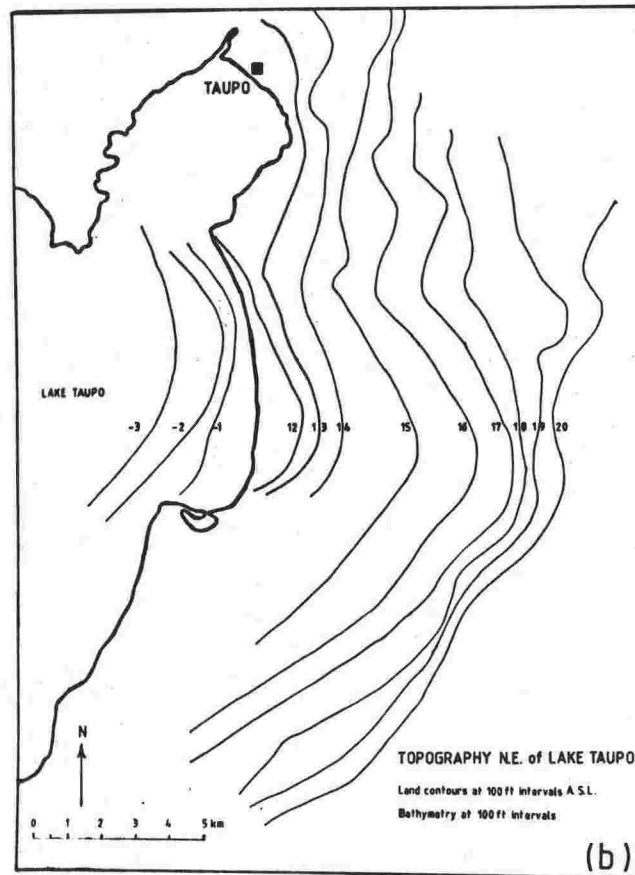 TAUPO
LAKE TAUPO
-3 -2 -1 12 13 14 15 16 17 18 19 20
N
0 1 2 3 4 5 km
TOPOGRAPHY N.E. of LAKE TAUPO
Land contours at 100 ft intervals A.S.L.
Bathymetry at 100 ft intervals
(b)